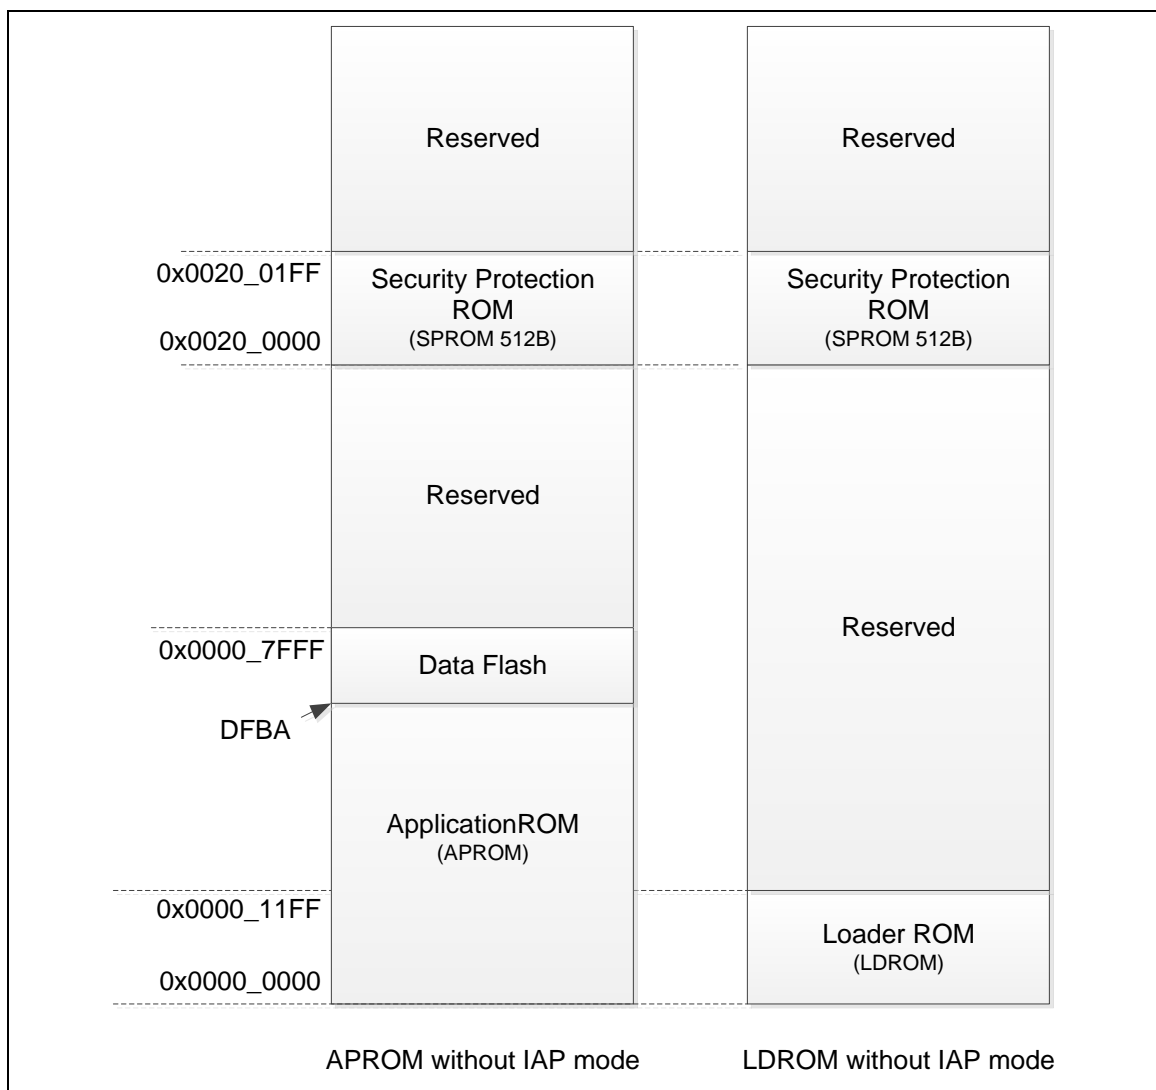 Reserved
Reserved
0x0020_01FF
Security Protection
ROM
(SPROM 512B)
0x0020_0000
Security Protection
ROM
(SPROM 512B)
Reserved
Reserved
0x0000_7FFF
Data Flash
DFBA
ApplicationROM
(APROM)
0x0000_11FF
0x0000_0000
Loader ROM
(LDROM)
APROM without IAP mode
LDROM without IAP mode